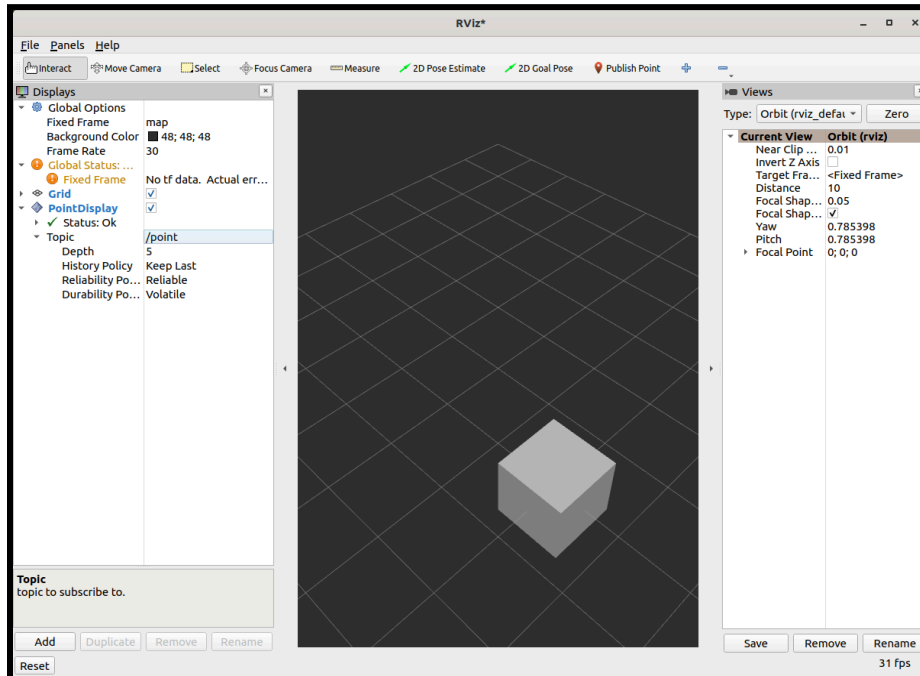 RViz*
File Panels Help
Interact Move Camera Select Focus Camera Measure 2D Pose Estimate 2D Goal Pose Publish Point
Displays
Global Options
Fixed Frame map
Background Color 48; 48; 48
Frame Rate 30
Global Status: ...
Fixed Frame No tf data. Actual err...
Grid
PointDisplay
Status: Ok
Topic /point
Depth 5
History Policy Keep Last
Reliability Po... Reliable
Durability Po... Volatile
Topic
topic to subscribe to.
Add Duplicate Remove Rename
Reset
Views
Type: Orbit (rviz_defau Zero
Current View Orbit (rviz)
Near Clip ... 0.01
Invert Z Axis
Target Fra... <Fixed Frame>
Distance 10
Focal Shap... 0.05
Focal Shap...
Yaw 0.785398
Pitch 0.785398
Focal Point 0; 0; 0
Save Remove Rename
31 fps